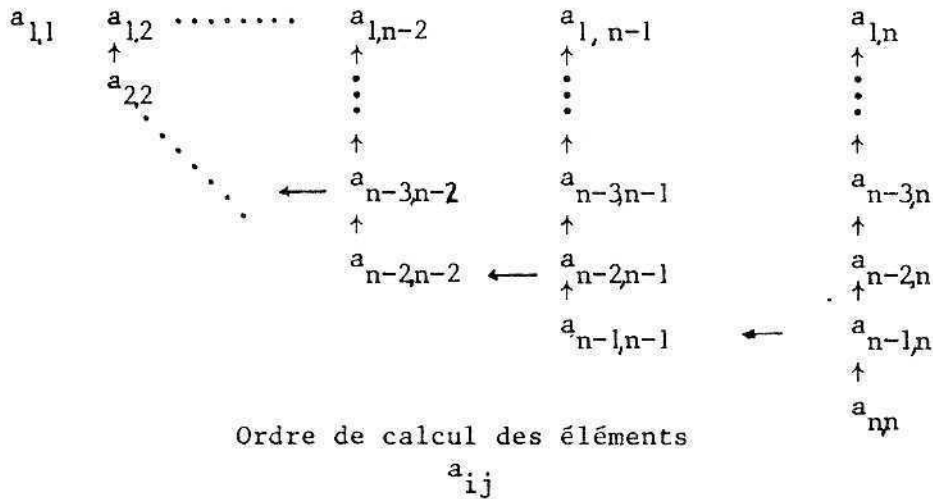 a1,1 a1,2 ......... a1,n-2 a1, n-1 a1,n
↑ ↑ ↑ ↑
a2,2
↑ ↑ ↑
← an-3,n-2 an-3,n-1 an-3,n
↑ ↑ ↑
an-2,n-2 ← an-2,n-1 an-2,n
↑ ↑
an-1,n-1 ← an-1,n
↑
an,n
Ordre de calcul des éléments
aij